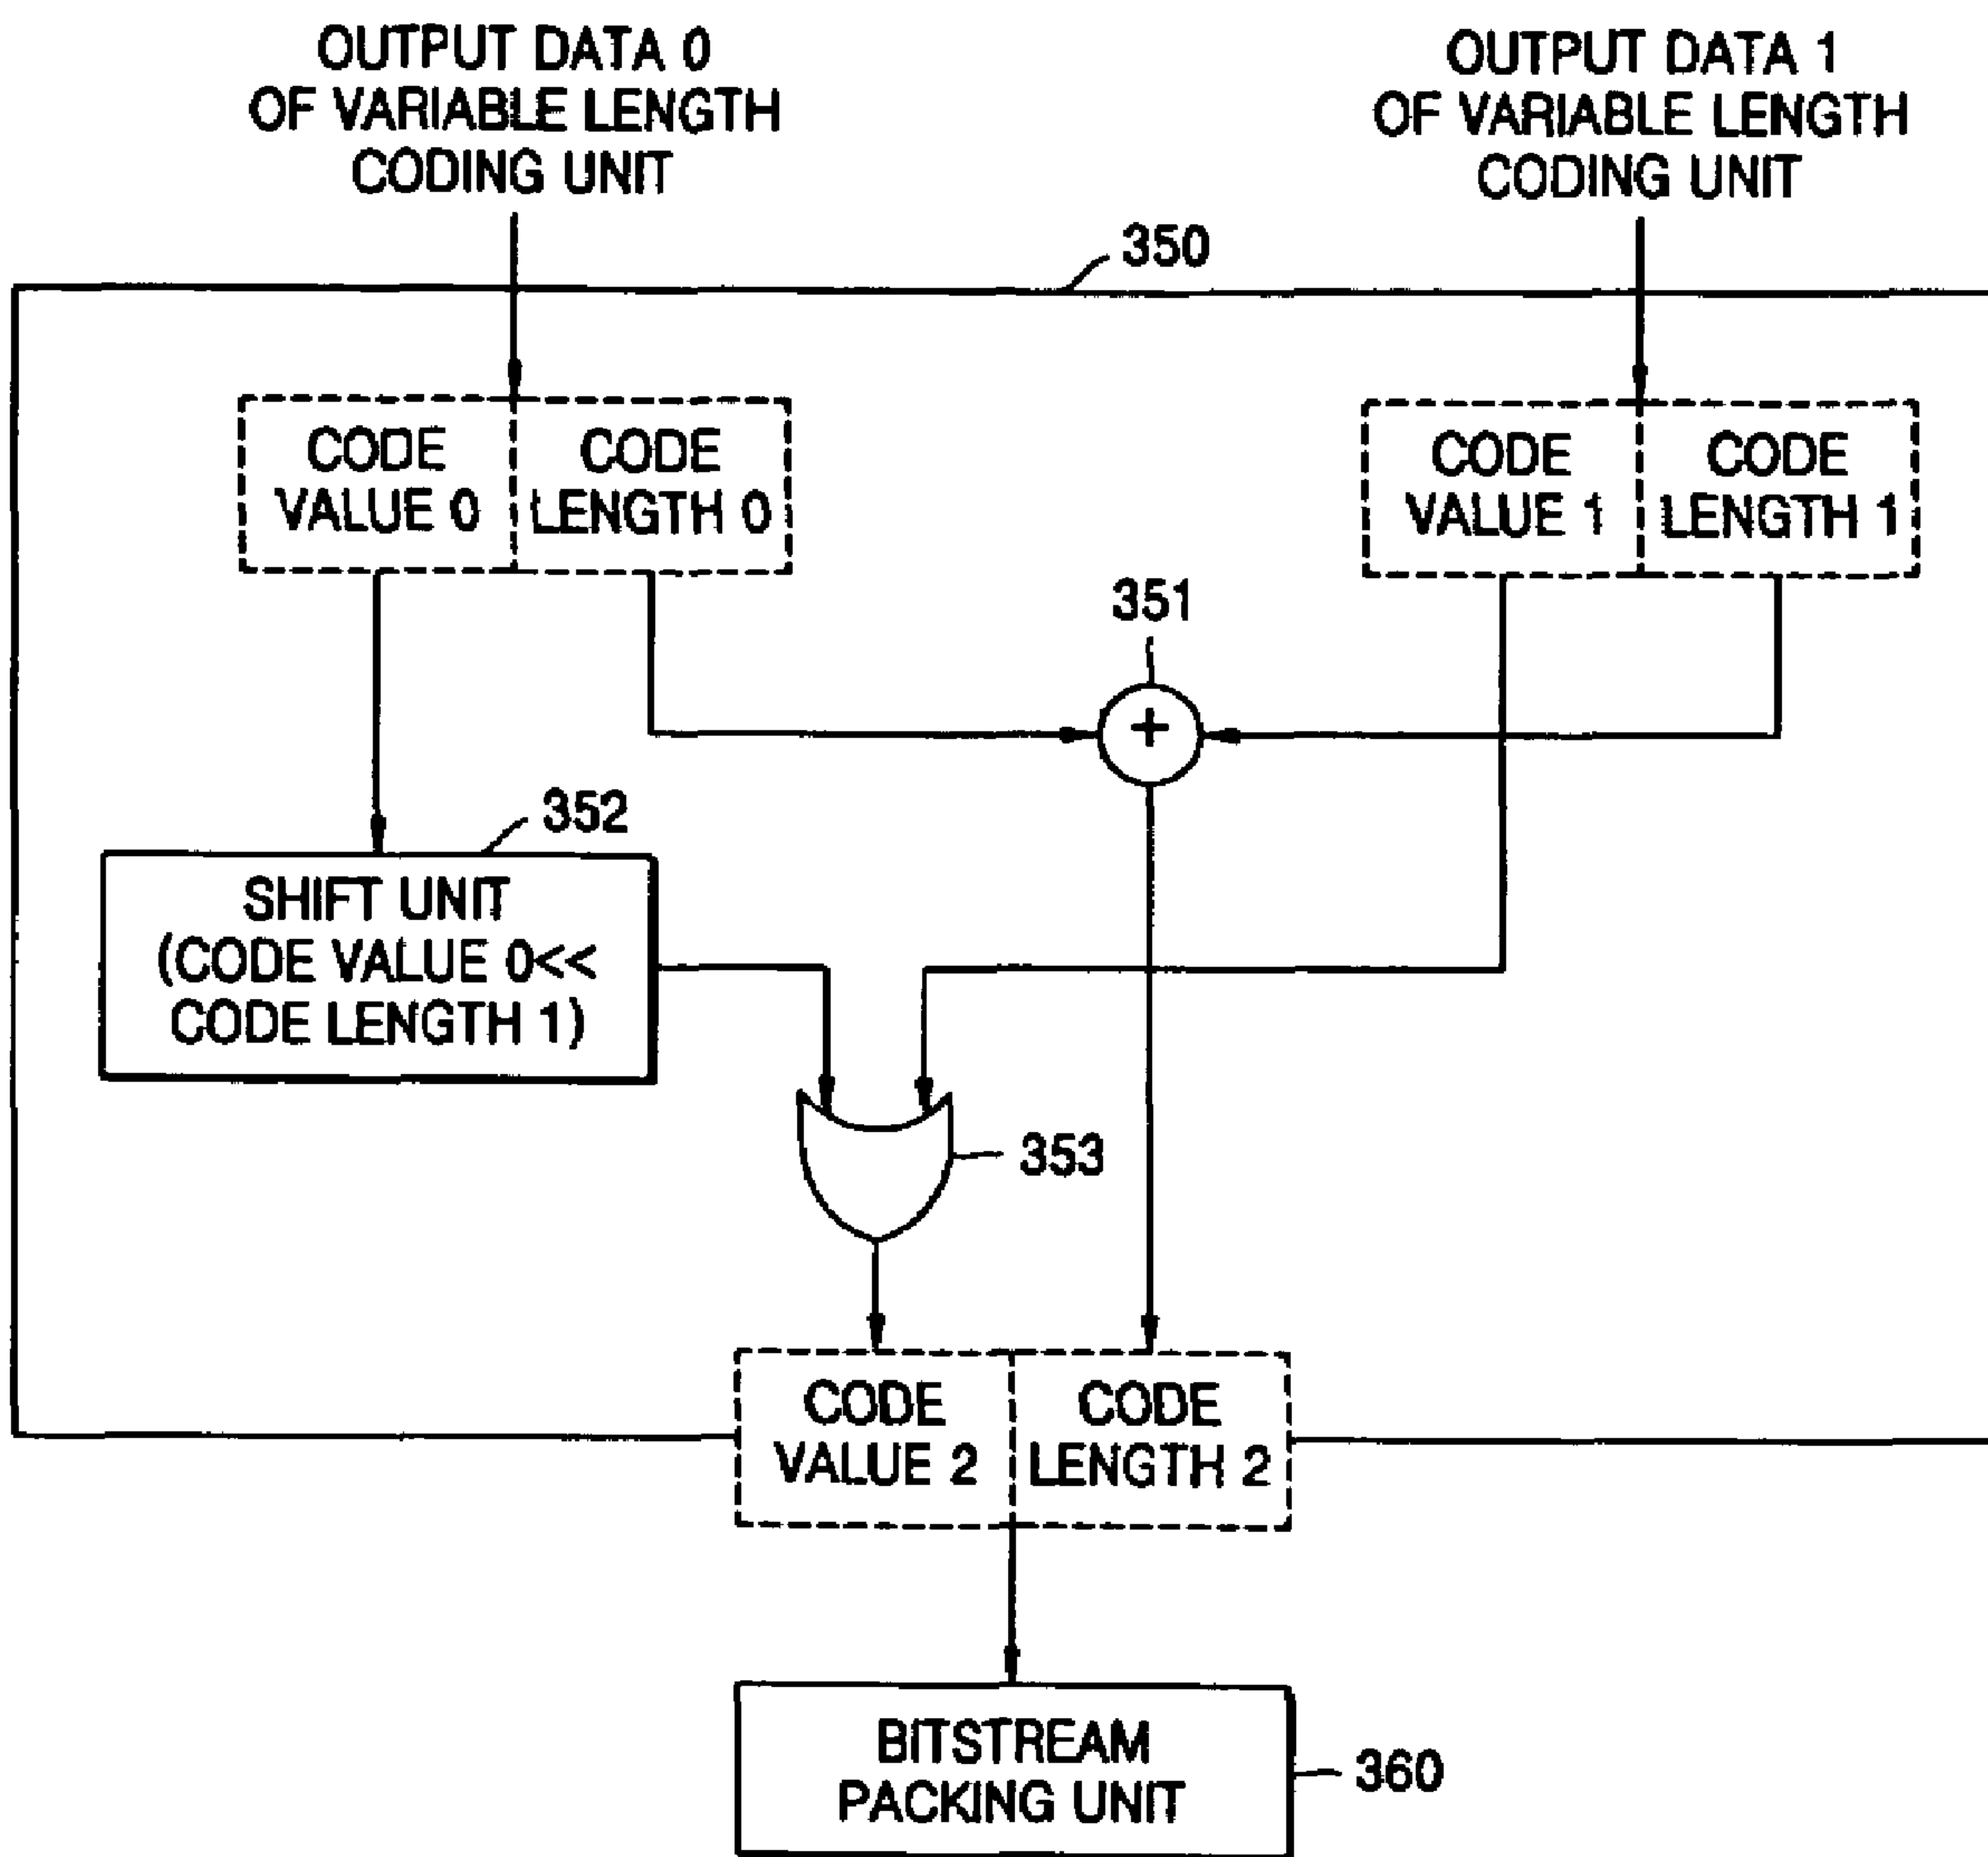 OUTPUT DATA 0
OF VARIABLE LENGTH
CODING UNIT
OUTPUT DATA 1
OF VARIABLE LENGTH
CODING UNIT
350
CODE
VALUE 0
CODE
LENGTH 0
CODE
VALUE 1
CODE
LENGTH 1
351
+
352
SHIFT UNIT
(CODE VALUE 0<<
CODE LENGTH 1)
353
CODE
VALUE 2
CODE
LENGTH 2
BITSTREAM
PACKING UNIT
360